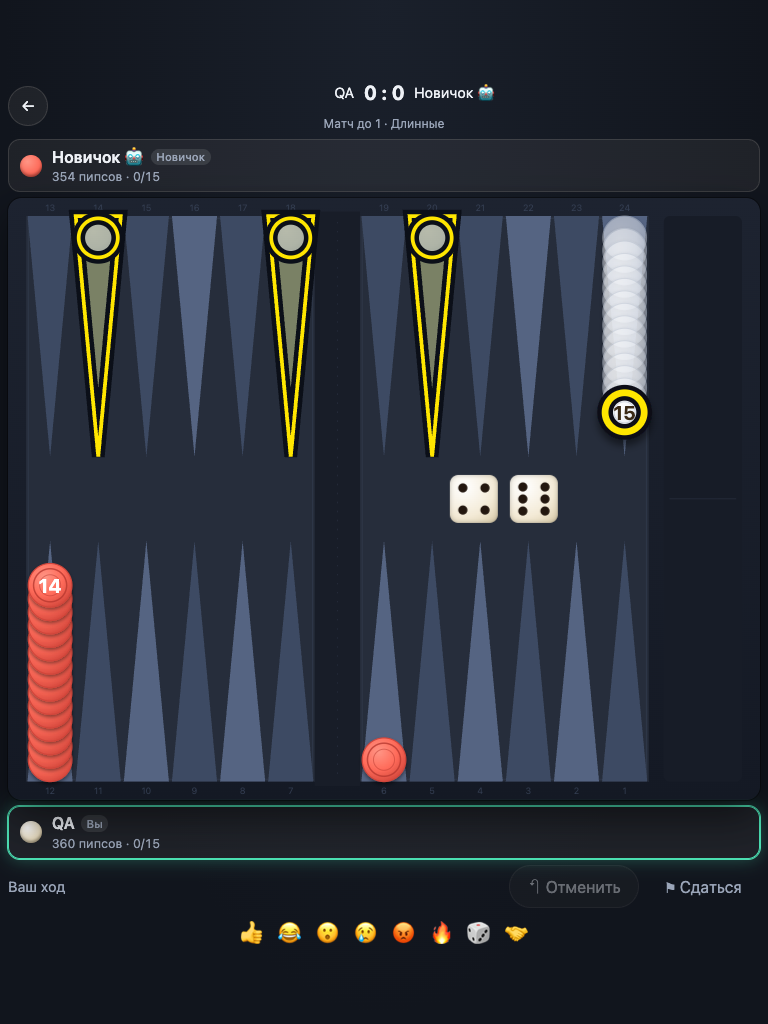 QA 0 : 0 Новичок
Матч до 1 · Длинные
Новичок Новичок
354 пипсов · 0/15
13 14 15 16 17 18 19 20 21 22 23 24
15
14
12 11 10 9 8 7 6 5 4 3 2 1
QA Вы
360 пипсов · 0/15
Ваш ход Отменить Сдаться